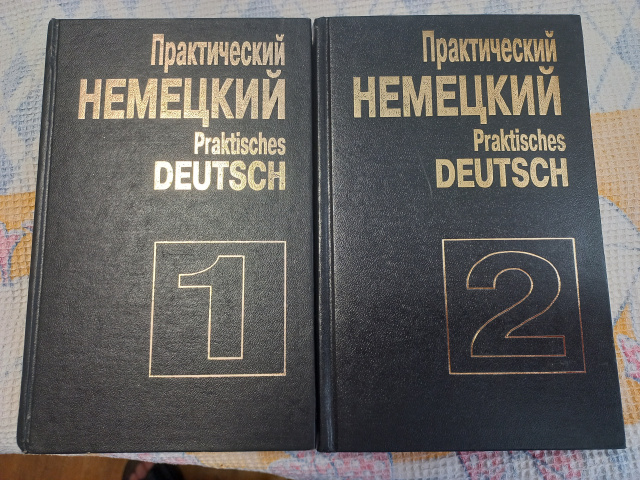 Практический
НЕМЕЦКИЙ
Praktisches
DEUTSCH
1
Практический
НЕМЕЦКИЙ
Praktisches
DEUTSCH
2